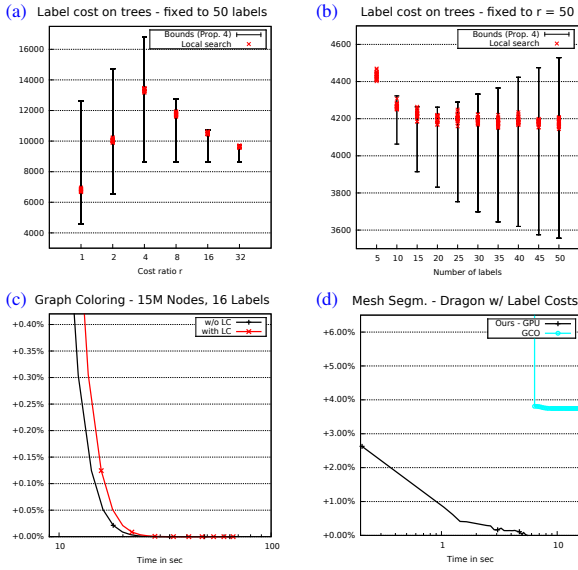 (a) Label cost on trees - fixed to 50 labels
Bounds (Prop. 4)
Local search
16000
14000
12000
10000
8000
6000
4000
1 2 4 8 16 32
Cost ratio r
(b) Label cost on trees - fixed to r = 50
Bounds (Prop. 4)
Local search
4600
4400
4200
4000
3800
3600
5 10 15 20 25 30 35 40 45 50
Number of labels
(c) Graph Coloring - 15M Nodes, 16 Labels
w/o LC
with LC
+0.40%
+0.35%
+0.30%
+0.25%
+0.20%
+0.15%
+0.10%
+0.05%
+0.00%
10 100
Time in sec
(d) Mesh Segm. - Dragon w/ Label Costs
Ours - GPU
GCO
+6.00%
+5.00%
+4.00%
+3.00%
+2.00%
+1.00%
+0.00%
1 10
Time in sec